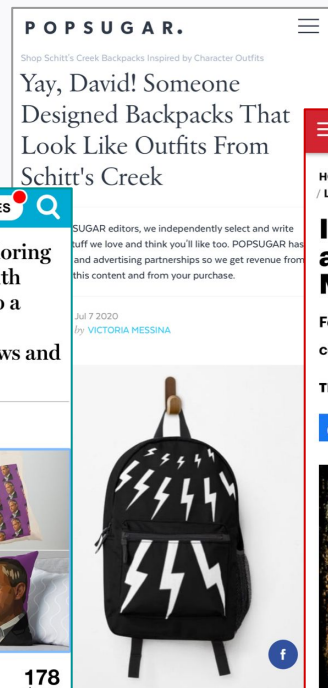 POPSUGAR.
Shop Schitt's Creek Backpacks Inspired by Character Outfits
Yay, David! Someone
Designed Backpacks That
Look Like Outfits From
Schitt's Creek
ES
SUGAR editors, we independently select and write
tuff we love and think you'll like too. POPSUGAR has
and advertising partnerships so we get revenue from
this content and from your purchase.
oring
th
o a
ws and
Jul 7 2020
by VICTORIA MESSINA
178
f
H
/ L
F
c
T